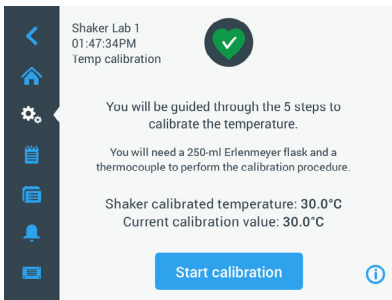 Shaker Lab 1
01:47:34PM
Temp calibration
You will be guided through the 5 steps to
calibrate the temperature.
You will need a 250-ml Erlenmeyer flask and a
thermocouple to perform the calibration procedure.
Shaker calibrated temperature: 30.0°C
Current calibration value: 30.0°C
Start calibration